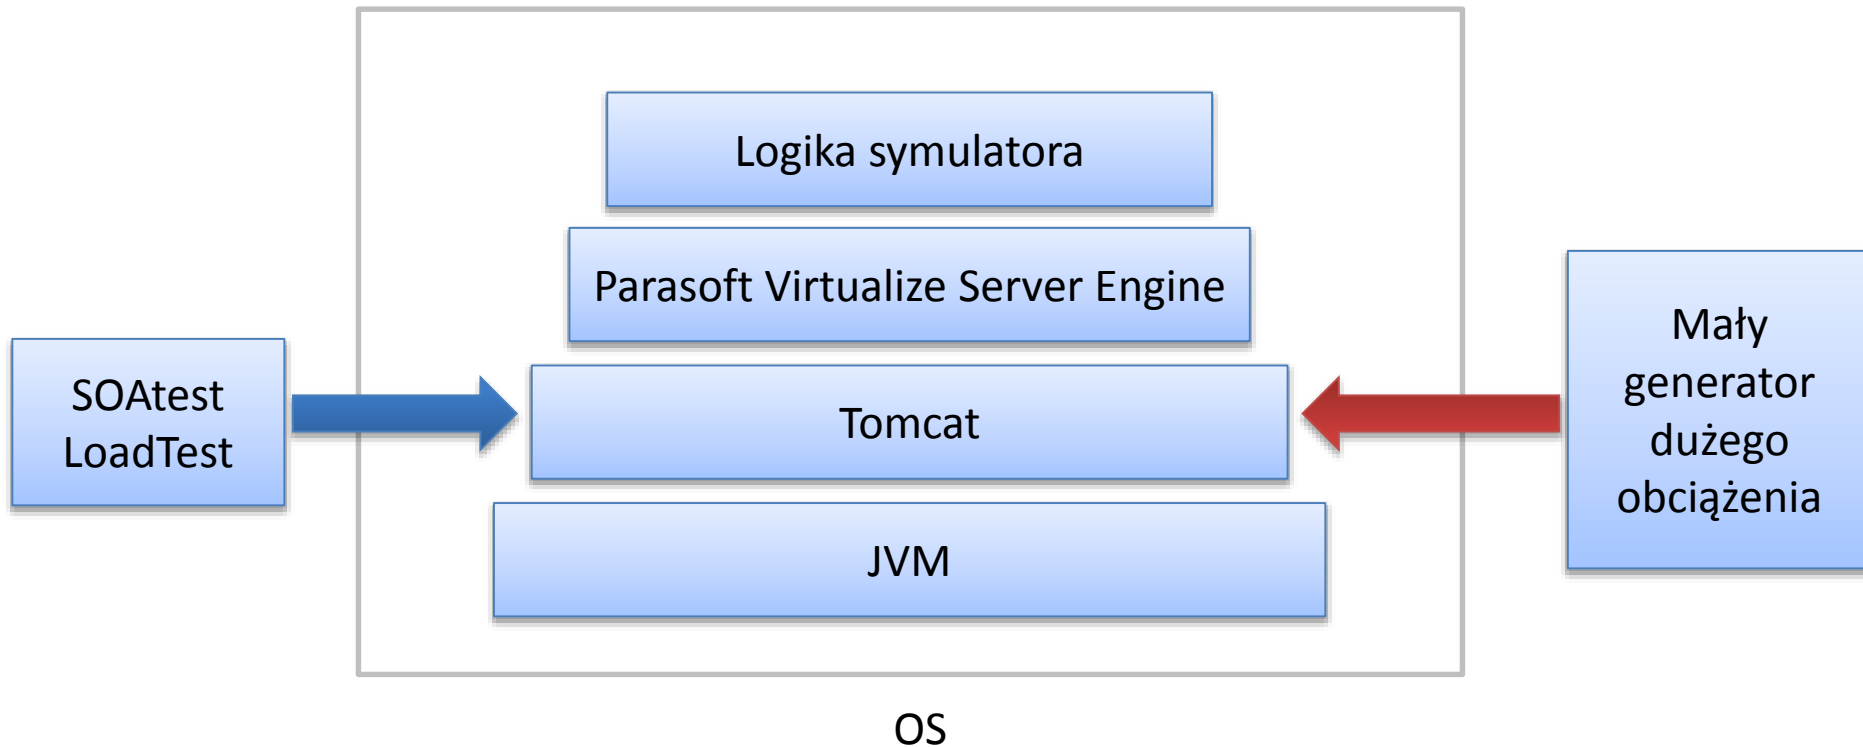 Logika symulatora
Parasoft Virtualize Server Engine
SOAtest
LoadTest
Tomcat
JVM
Mały
generator
dużego
obciążenia
OS